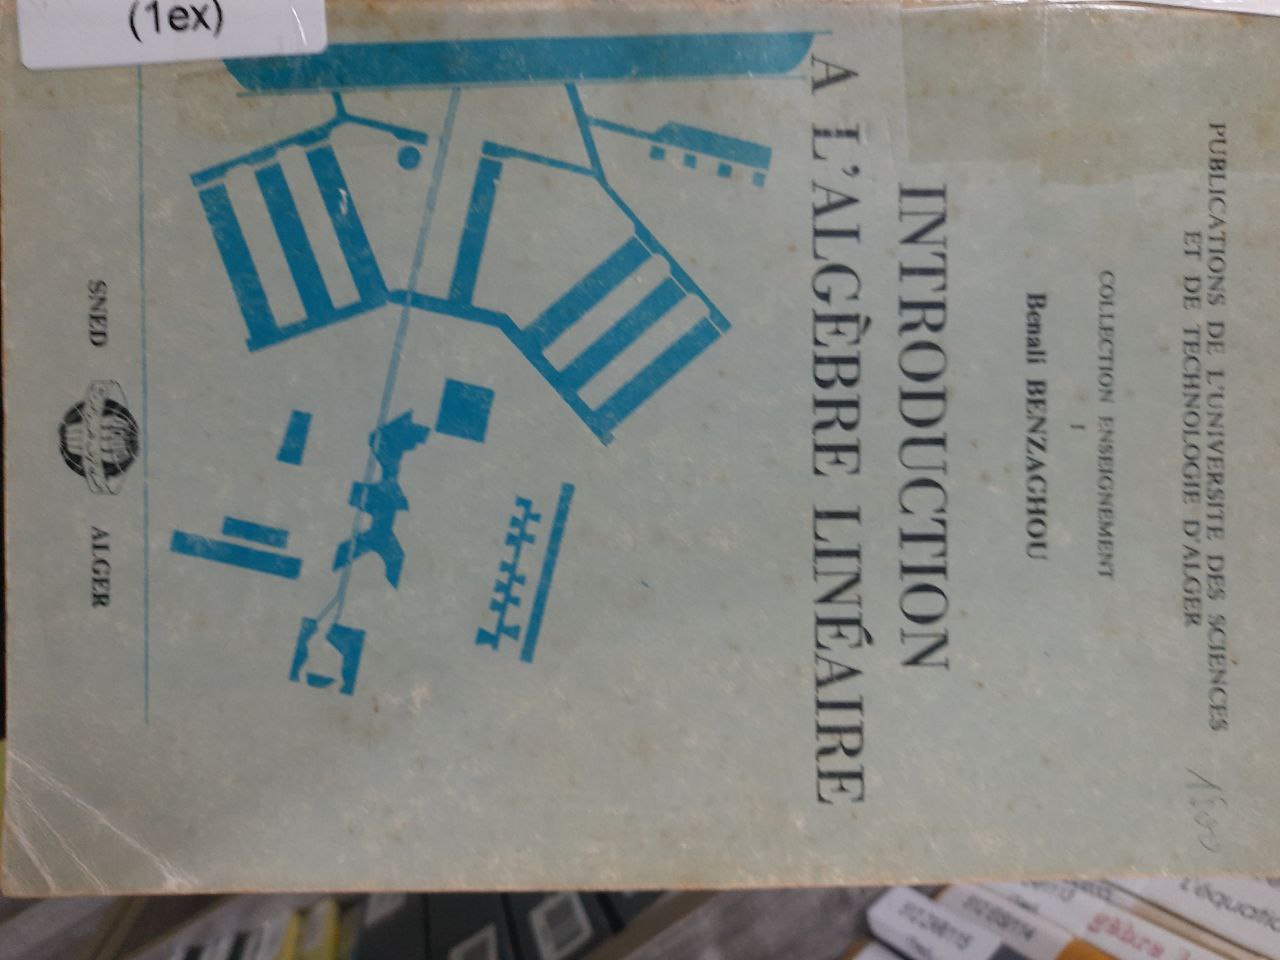 PUBLICATIONS DE L'UNIVERSITE DES SCIENCES
ET DE TECHNOLOGIE D'ALGER
COLLECTION ENSEIGNEMENT
1
Benali BENZAGHOU
INTRODUCTION
A L'ALGÈBRE LINÉAIRE
SNED
ALGER
(1ex)
L'équatio